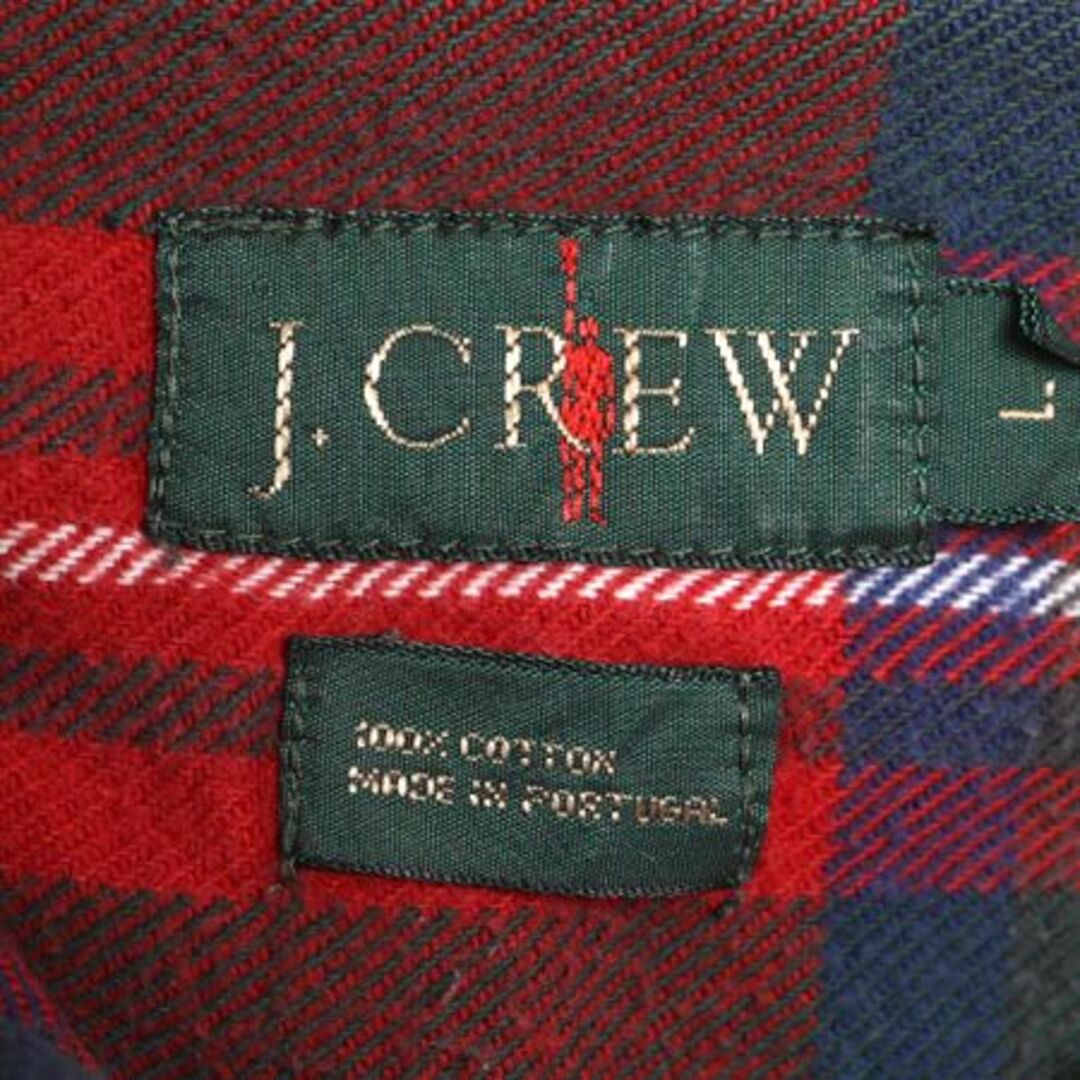 J.CREW
L
100% COTTON
MADE IN PORTUGAL